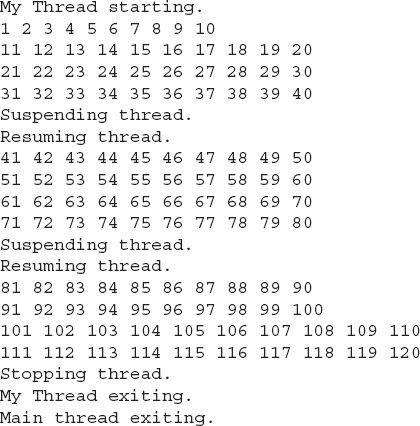 My Thread starting.
1 2 3 4 5 6 7 8 9 10
11 12 13 14 15 16 17 18 19 20
21 22 23 24 25 26 27 28 29 30
31 32 33 34 35 36 37 38 39 40
Suspending thread.
Resuming thread.
41 42 43 44 45 46 47 48 49 50
51 52 53 54 55 56 57 58 59 60
61 62 63 64 65 66 67 68 69 70
71 72 73 74 75 76 77 78 79 80
Suspending thread.
Resuming thread.
81 82 83 84 85 86 87 88 89 90
91 92 93 94 95 96 97 98 99 100
101 102 103 104 105 106 107 108 109 110
111 112 113 114 115 116 117 118 119 120
Stopping thread.
My Thread exiting.
Main thread exiting.